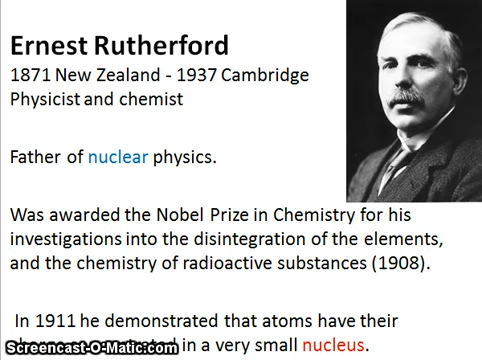 Ernest Rutherford
1871 New Zealand - 1937 Cambridge
Physicist and chemist
Father of nuclear physics.
Was awarded the Nobel Prize in Chemistry for his
investigations into the disintegration of the elements,
and the chemistry of radioactive substances (1908).
In 1911 he demonstrated that atoms have their
in a very small nucleus.
Screencast-O-Matic.com